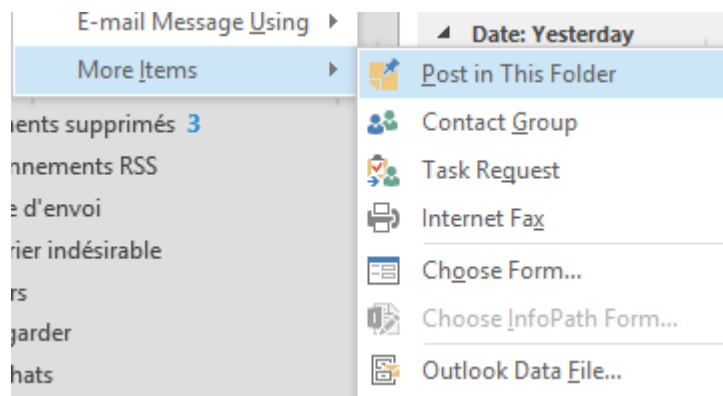 E-mail Message Using
More Items
ents supprimés 3
nnements RSS
e d'envoi
rier indésirable
rs
garder
hats
Date: Yesterday
Post in This Folder
Contact Group
Task Request
Internet Fax
Choose Form...
Choose InfoPath Form...
Outlook Data File...